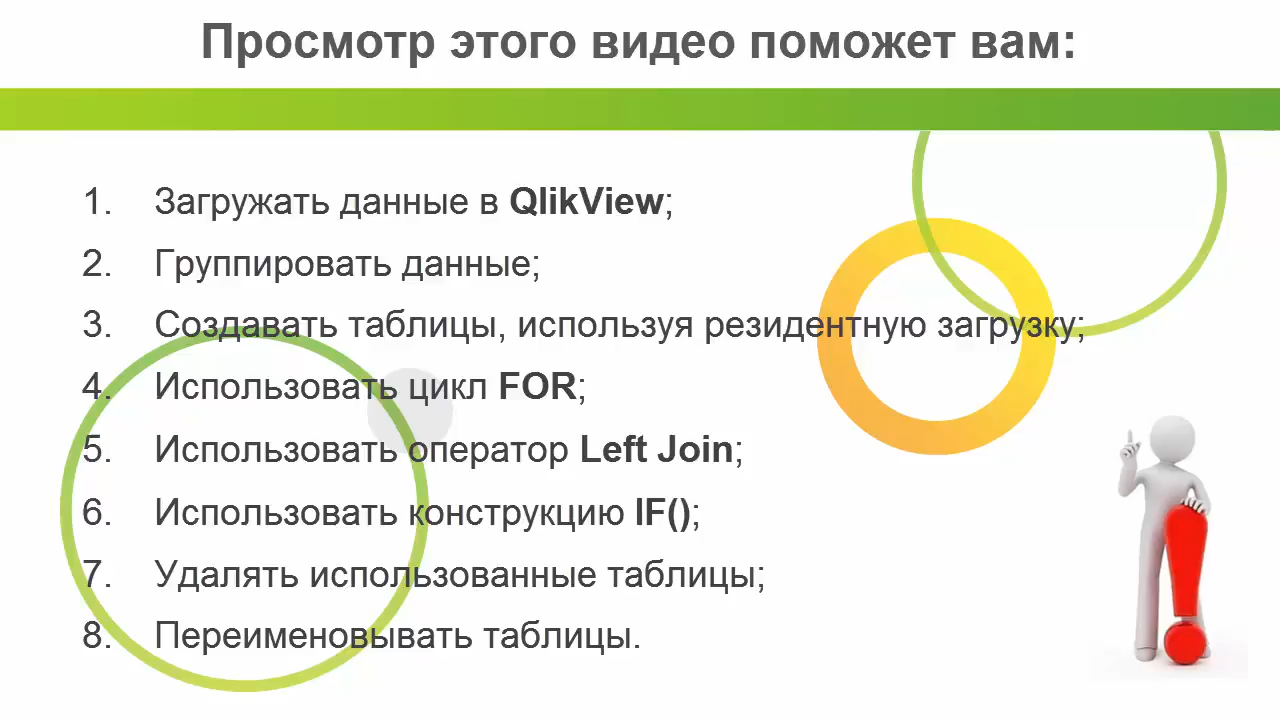 Просмотр этого видео поможет вам:
1. Загружать данные в QlikView;
2. Группировать данные;
3. Создавать таблицы, используя резидентную загрузку;
4. Использовать цикл FOR;
5. Использовать оператор Left Join;
6. Использовать конструкцию IF();
7. Удалять использованные таблицы;
8. Переименовывать таблицы.